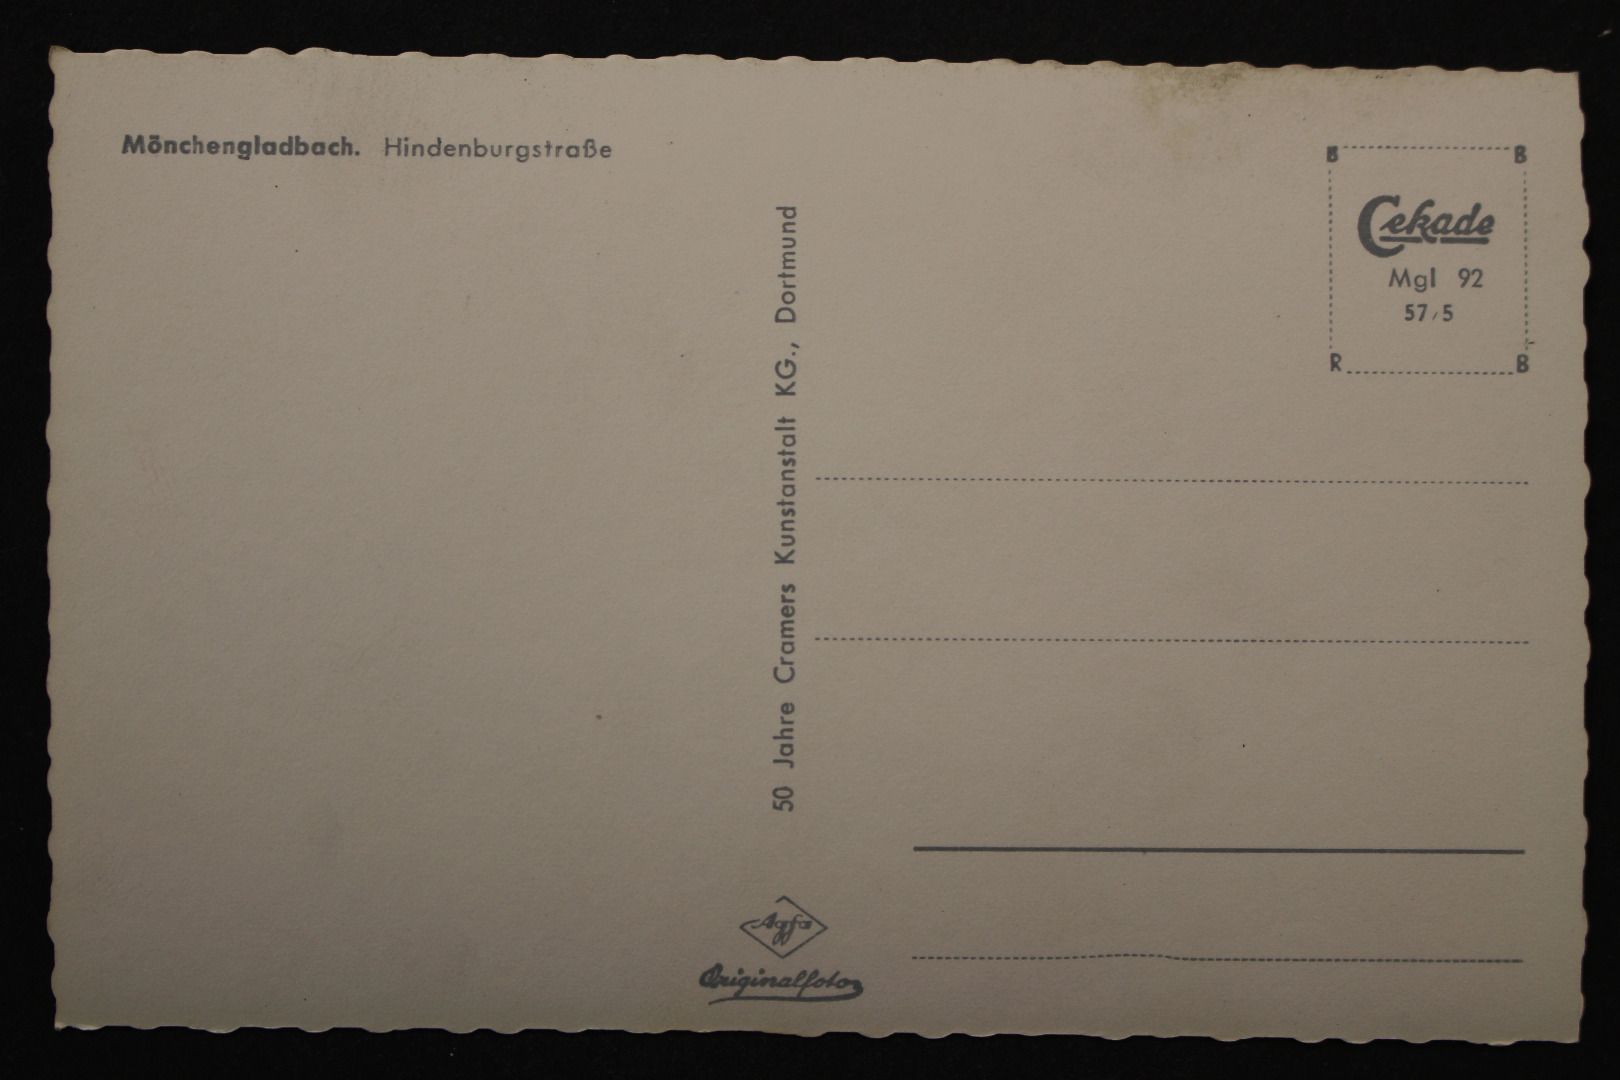 Mönchengladbach. Hindenburgstraße
50 Jahre Cramers Kunstanstalt KG., Dortmund
B B
Cekade
Mgl 92
57/5
R B
Agfa
Originalfoto